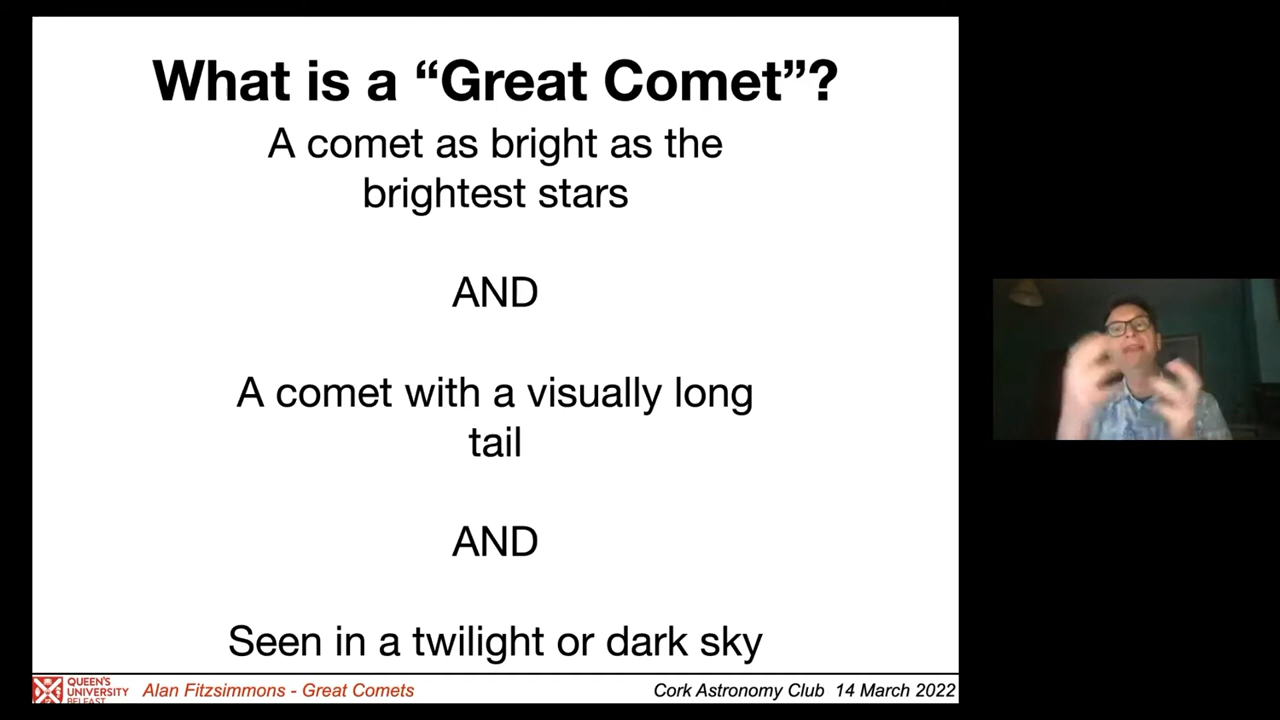 What is a “Great Comet”?
A comet as bright as the
brightest stars
AND
A comet with a visually long
tail
AND
Seen in a twilight or dark sky
QUEEN'S
UNIVERSITY
BELFAST
Alan Fitzsimmons - Great Comets
Cork Astronomy Club 14 March 2022